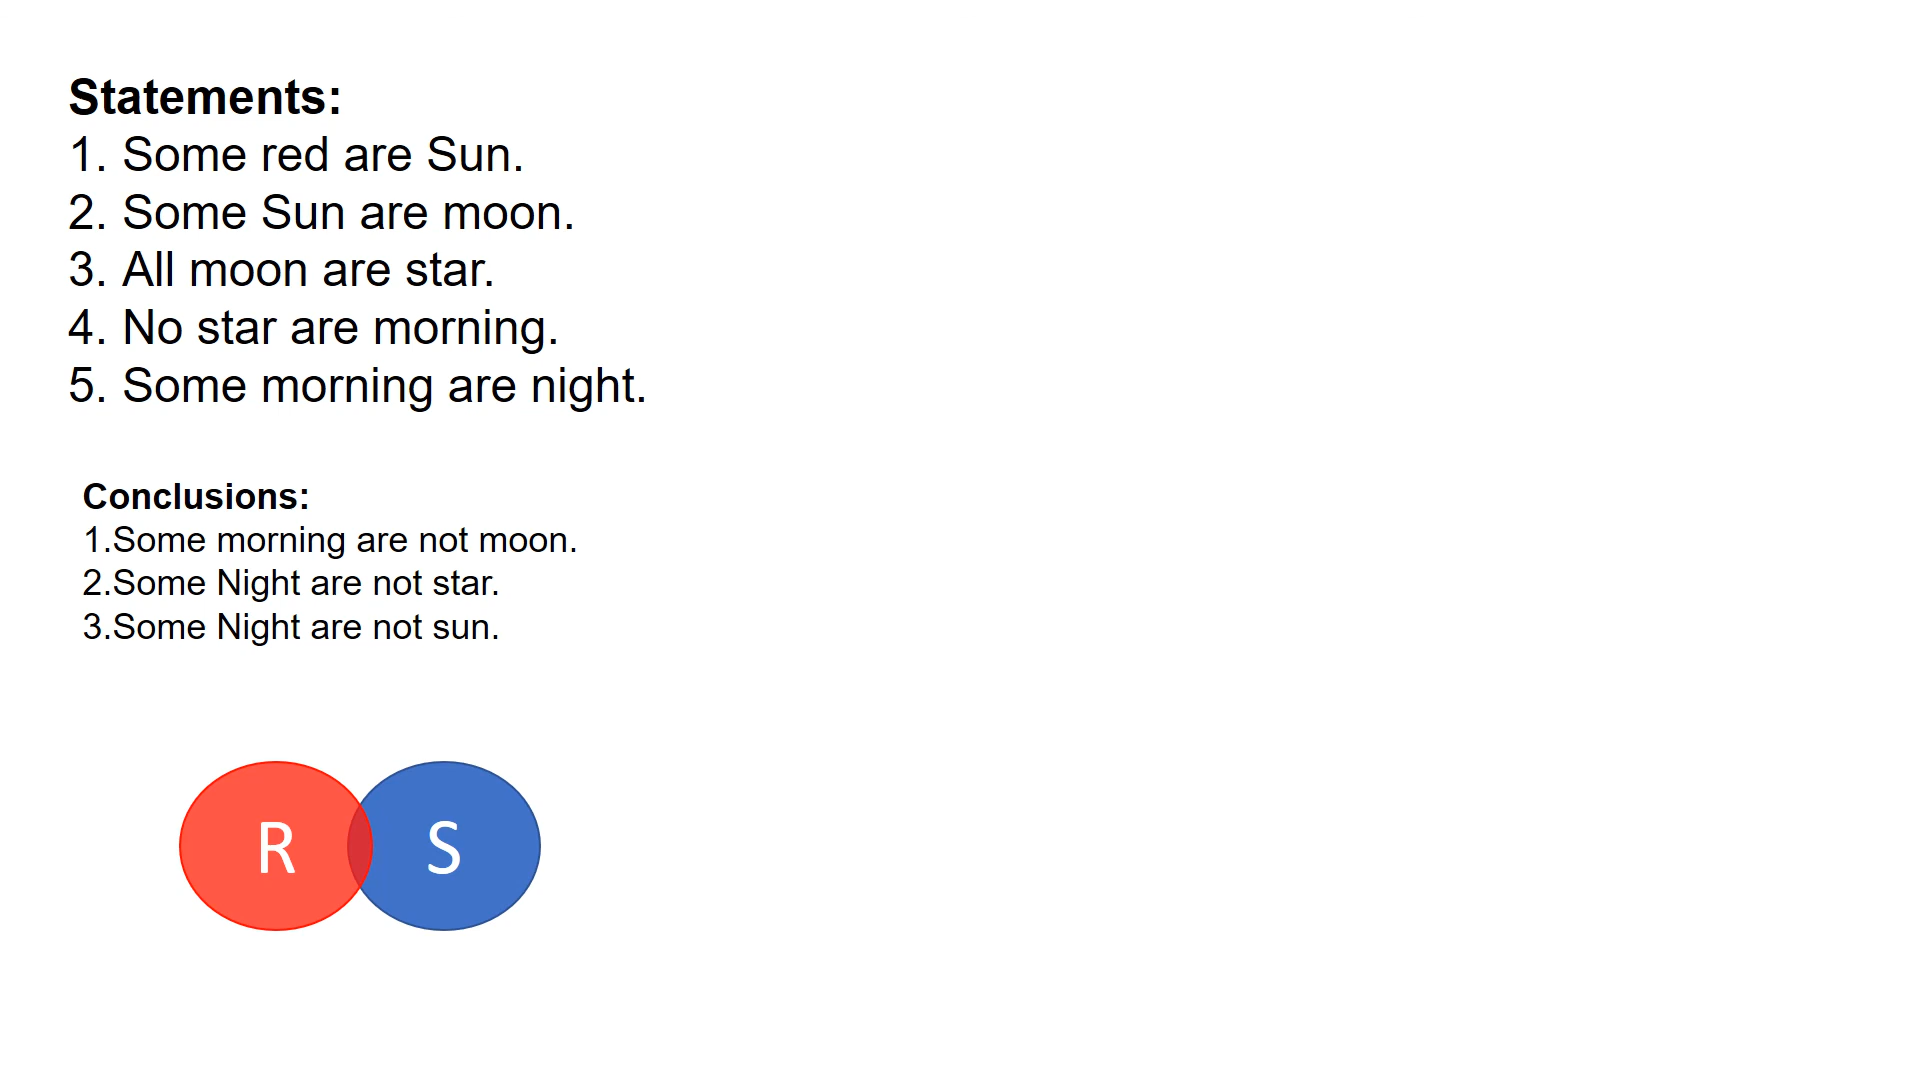 Statements:
1. Some red are Sun.
2. Some Sun are moon.
3. All moon are star.
4. No star are morning.
5. Some morning are night.
Conclusions:
1.Some morning are not moon.
2.Some Night are not star.
3.Some Night are not sun.
R S